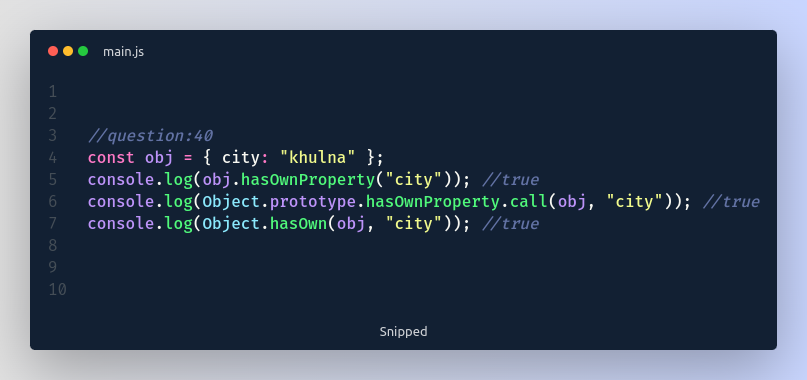 main.js
1
2
3 //question:40
4 const obj = { city: "khulna" };
5 console.log(obj.hasOwnProperty("city")); //true
6 console.log(Object.prototype.hasOwnProperty.call(obj, "city")); //true
7 console.log(Object.hasOwn(obj, "city")); //true
8
9
10
Snipped